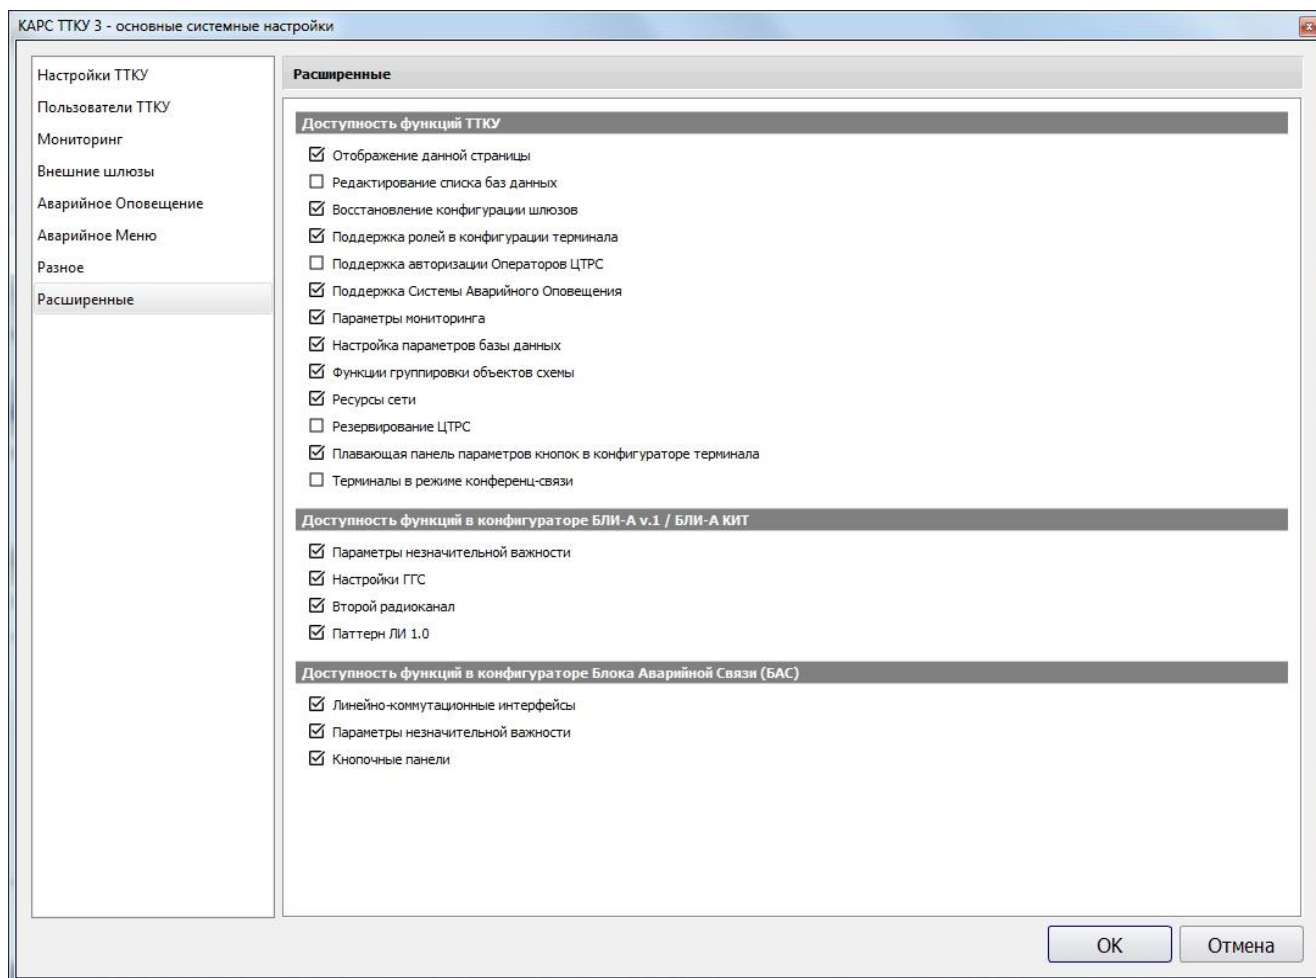 КАРС ТТКУ 3 - основные системные настройки
Настройки ТТКУ
Пользователи ТТКУ
Мониторинг
Внешние шлюзы
Аварийное Оповещение
Аварийное Меню
Разное
Расширенные
Расширенные
Доступность функций ТТКУ
Отображение данной страницы
Редактирование списка баз данных
Восстановление конфигурации шлюзов
Поддержка ролей в конфигурации терминала
Поддержка авторизации Операторов ЦТРС
Поддержка Системы Аварийного Оповещения
Параметры мониторинга
Настройка параметров базы данных
Функции группировки объектов схемы
Ресурсы сети
Резервирование ЦТРС
Плавающая панель параметров кнопок в конфигураторе терминала
Терминалы в режиме конференц-связи
Доступность функций в конфигураторе БЛИ-А v.1 / БЛИ-А КИТ
Параметры незначительной важности
Настройки ГГС
Второй радиоканал
Паттерн ЛИ 1.0
Доступность функций в конфигураторе Блока Аварийной Связи (БАС)
Линейно-коммутационные интерфейсы
Параметры незначительной важности
Кнопочные панели
OK
Отмена